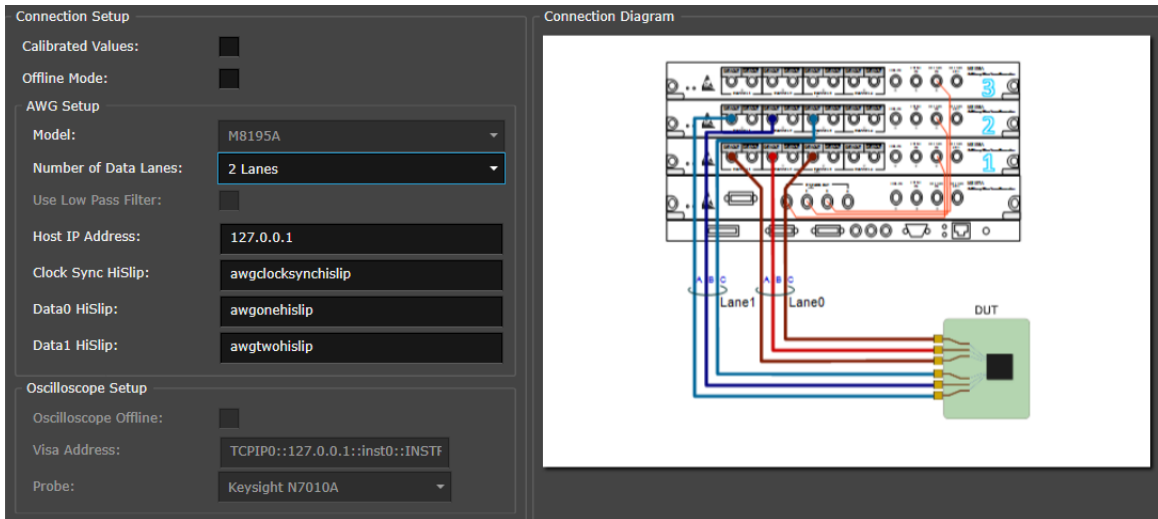 Connection Setup
Calibrated Values:
Offline Mode:
AWG Setup
Model: M8195A
Number of Data Lanes: 2 Lanes
Use Low Pass Filter:
Host IP Address: 127.0.0.1
Clock Sync HiSlip: awgclocksynchislip
Data0 HiSlip: awgonehislip
Data1 HiSlip: awgtwohislip
Oscilloscope Setup
Oscilloscope Offline:
Visa Address: TCPIP0::127.0.0.1::inst0::INSTF
Probe: Keysight N7010A
Connection Diagram
3
2
1
A B C A B C
Lane1 Lane0
DUT